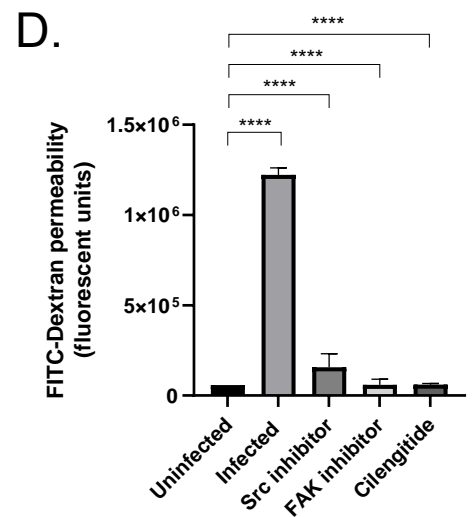 D.
****
****
****
****
FITC-Dextran permeability
(fluorescent units)
1.5×10⁶
1×10⁶
5×10⁵
0
Uninfected
Infected
Src inhibitor
FAK inhibitor
Cilengitide